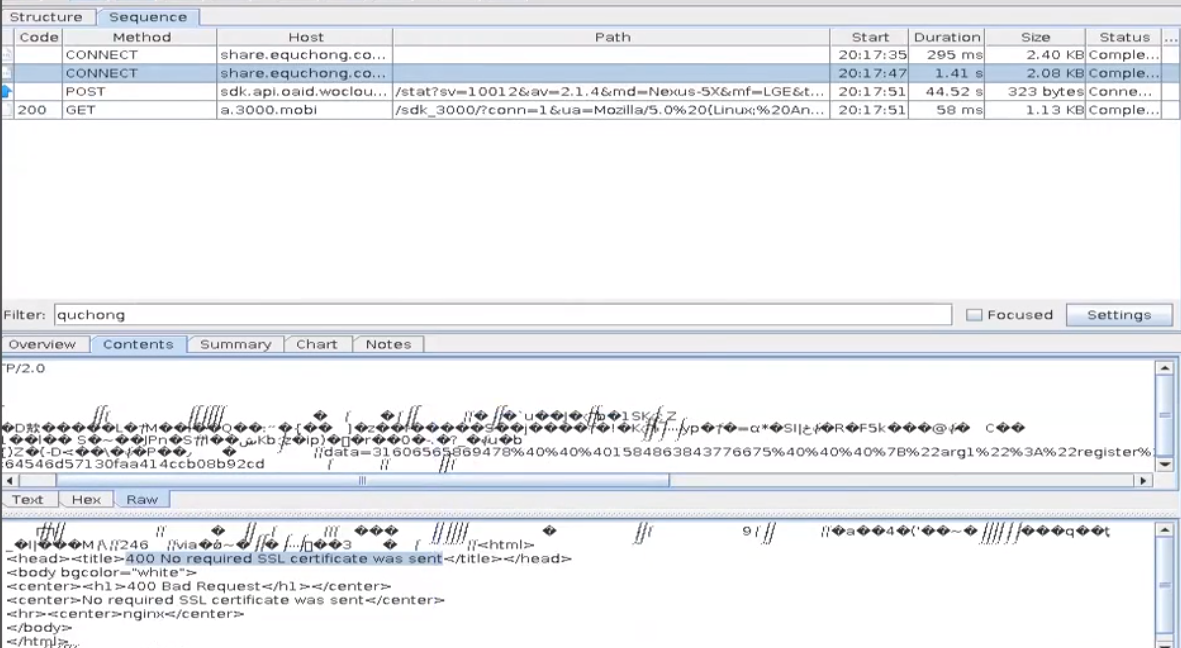 Structure Sequence
Code Method Host Path Start Duration Size Status ...
CONNECT share.equchong.co... 20:17:35 295 ms 2.40 KB Comple...
CONNECT share.equchong.co... 20:17:47 1.41 s 2.08 KB Comple...
POST sdk.api.oaid.woclou... /stat?sv=10012&av=2.1.4&md=Nexus-5X&mf=LGE&t... 20:17:51 44.52 s 323 bytes Conne...
200 GET a.3000.mobi /sdk_3000/?conn=1&ua=Mozilla/5.0%20(Linux;%20An... 20:17:51 58 ms 1.13 KB Comple...
Filter: quchong Focused Settings
Overview Contents Summary Chart Notes
TP/2.0
data=31606565869478%40%40%401584863843776675%40%40%40%7B%22arg1%22%3A%22register%
64546d57130faa414ccb08b92cd
Text Hex Raw
246 via <html>
<head><title>400 No required SSL certificate was sent</title></head>
<body bgcolor="white">
<center><h1>400 Bad Request</h1></center>
<center>No required SSL certificate was sent</center>
<hr><center>nginx</center>
</body>
</html>